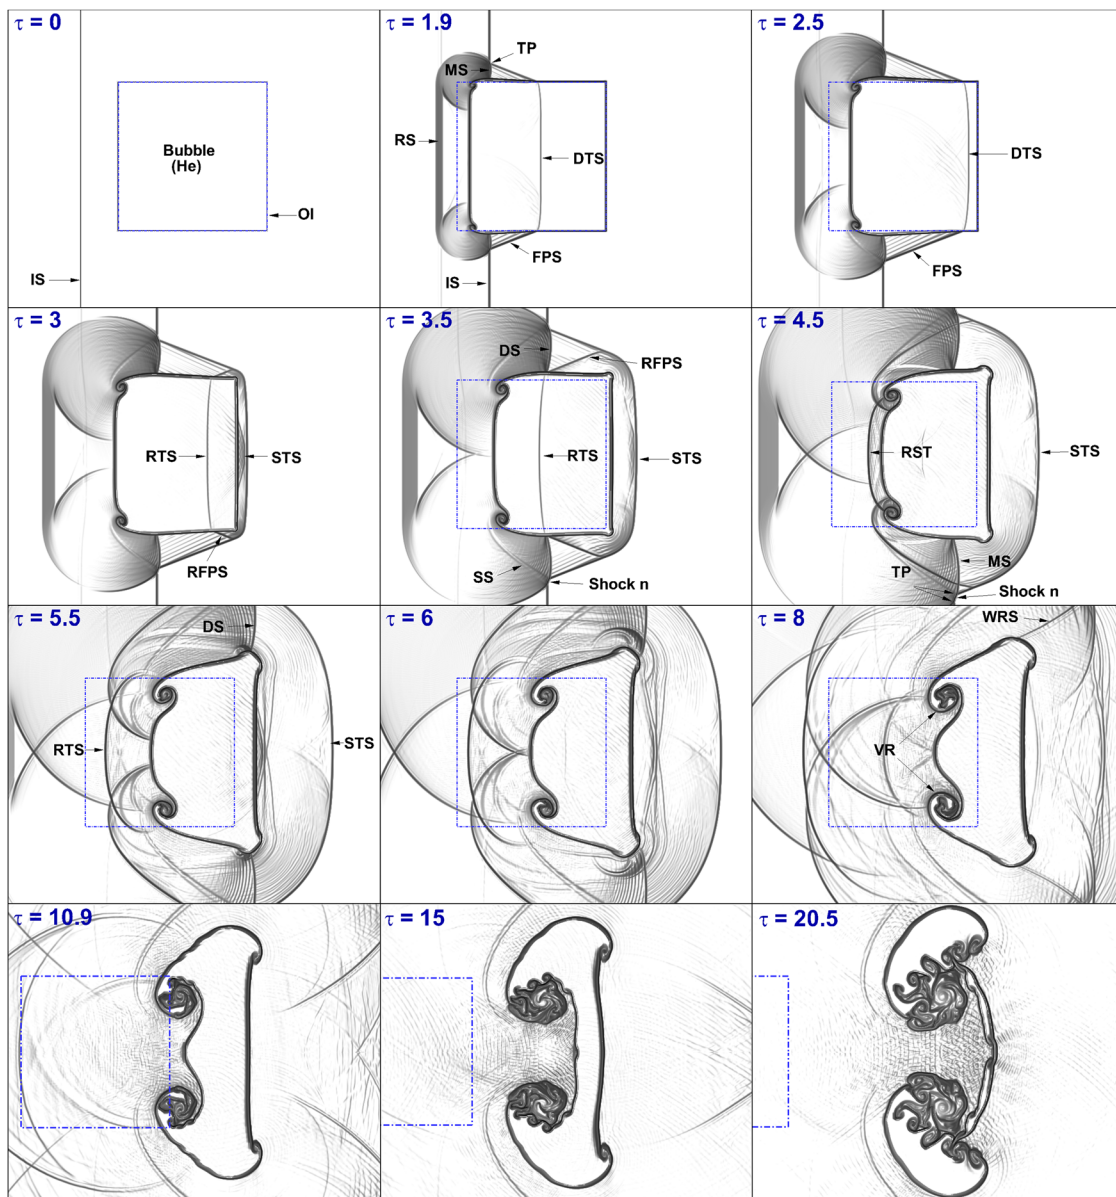 τ = 0
Bubble
(He)
OI
IS
τ = 1.9
TP
MS
RS
DTS
FPS
IS
τ = 2.5
DTS
FPS
τ = 3
RTS
STS
RFPS
τ = 3.5
DS
RFPS
RTS
STS
SS
Shock n
τ = 4.5
RST
STS
TP
MS
Shock n
τ = 5.5
DS
RTS
STS
τ = 6
τ = 8
WRS
VR
τ = 10.9
τ = 15
τ = 20.5